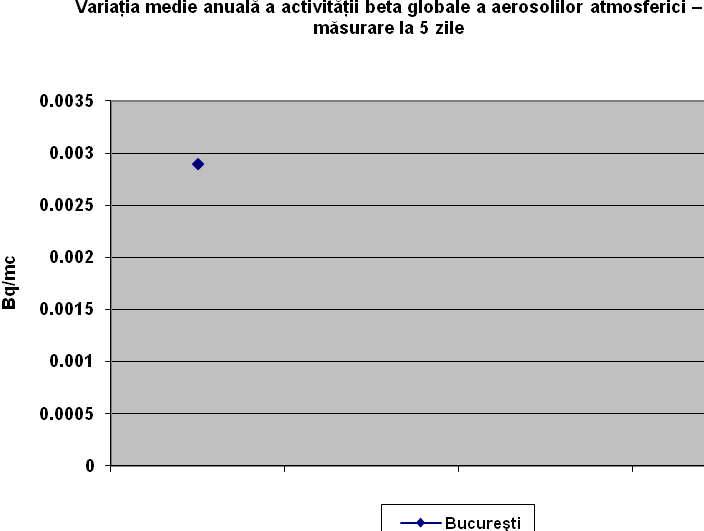 Variația medie anuală a activității beta globale a aerosolilor atmosferici –
măsurare la 5 zile
0.0035
0.003
0.0025
0.002
0.0015
0.001
0.0005
0
Bq/mc
București